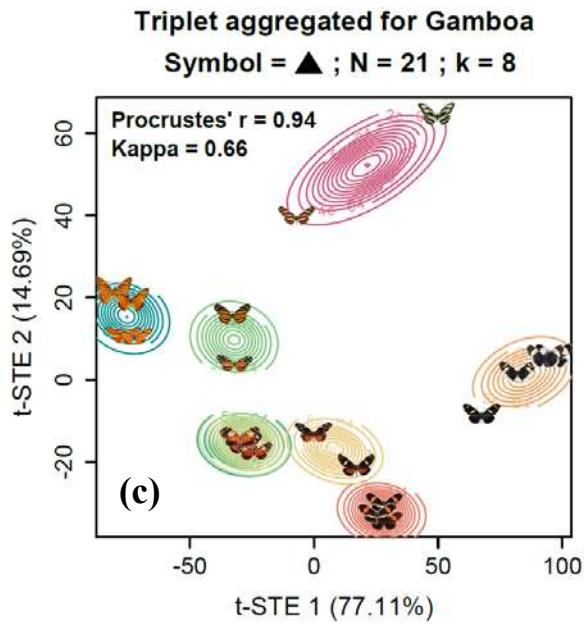 Triplet aggregated for Gamboa
Symbol = ▲ ; N = 21 ; k = 8
Procrustes' r = 0.94
Kappa = 0.66
t-STE 2 (14.69%)
60
40
20
0
-20
(c)
-50
0
50
100
t-STE 1 (77.11%)